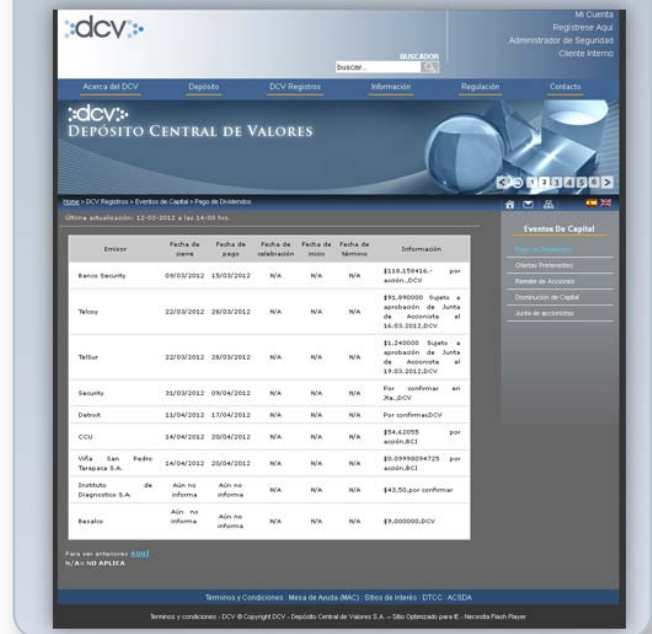 :dcv:
Mi Cuenta
Registrese Aquí
Administrador de Seguridad
Cliente Interno
BUSCADOR
buscar...
Acerca del DCV Depósito DCV Registros Información Regulación Contacto
:dcv:
DEPÓSITO CENTRAL DE VALORES
1 2 3 4 5 6
Home > DCV Registros > Eventos de Capital > Pago de Dividendos
Última actualización: 12-03-2012 a las 14:00 hrs.
Eventos De Capital
Pago de Dividendos
Ofertas Preferentes
Remate de Acciones
Disminución de Capital
Junta de accionistas
Emisor Fecha de cierre Fecha de pago Fecha de celebración Fecha de inicio Fecha de término Información
Banco Security 09/03/2012 15/03/2012 N/A N/A N/A $118,158416.- por
acción.,DCV
$91,890000 Sujeto a
aprobación de Junta
Telcoy 22/03/2012 28/03/2012 N/A N/A N/A de Accionista el
16.03.2012,DCV
$1,240000 Sujeto a
aprobación de Junta
TelSur 22/03/2012 28/03/2012 N/A N/A N/A de Accionista el
19.03.2012,DCV
Security 31/03/2012 09/04/2012 N/A N/A N/A Por confirmar en
Jta.,DCV
Detroit 11/04/2012 17/04/2012 N/A N/A N/A Por confirmar,DCV
CCU 14/04/2012 20/04/2012 N/A N/A N/A $54,62055 por
acción,BCI
Viña San Pedro
Tarapaca S.A. 14/04/2012 20/04/2012 N/A N/A N/A $0.09998094725 por
acción,BCI
Instituto de
Diagnostico S.A. Aún no informa Aún no informa N/A N/A N/A $43,50,por confirmar
Besalco Aún no informa Aún no informa N/A N/A N/A $9,000000,DCV
Para ver anteriores AQUÍ
N/A= NO APLICA
Terminos y Condiciones Mesa de Ayuda (MAC) Sitios de Interés DTCC ACSDA
Terminos y condiciones - DCV © Copyright DCV - Depósito Central de Valores S.A. – Sitio Optimizado para IE - Necesita Flash Player